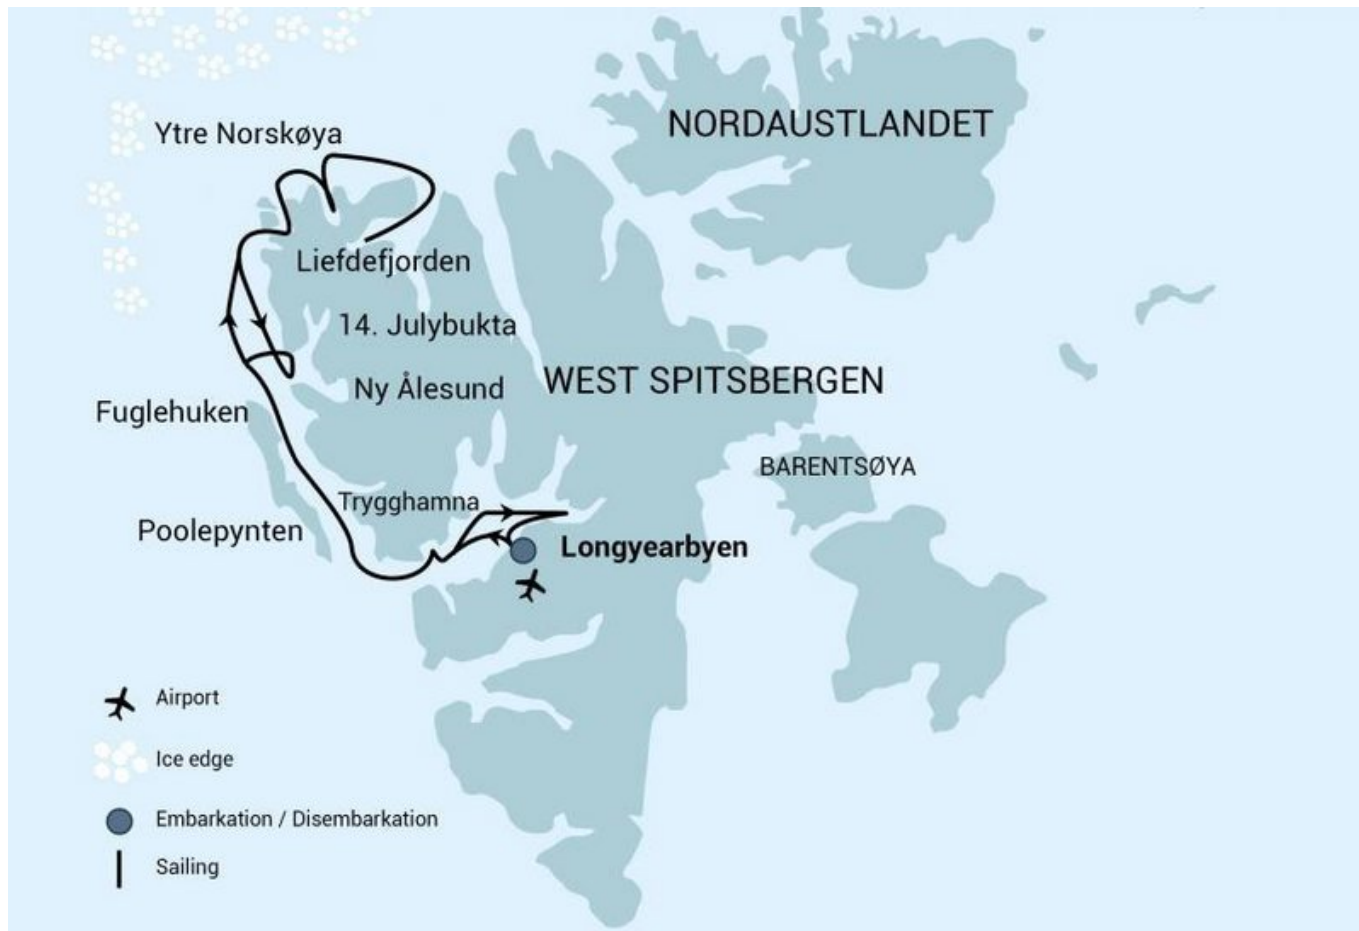 NORDAUSTLANDET
Ytre Norskøya
Liefdefjorden
14. Julybukta
WEST SPITSBERGEN
Ny Ålesund
Fuglehuken
BARENTSØYA
Trygghamna
Poolepynten
Longyearbyen
Airport
Ice edge
Embarkation / Disembarkation
Sailing